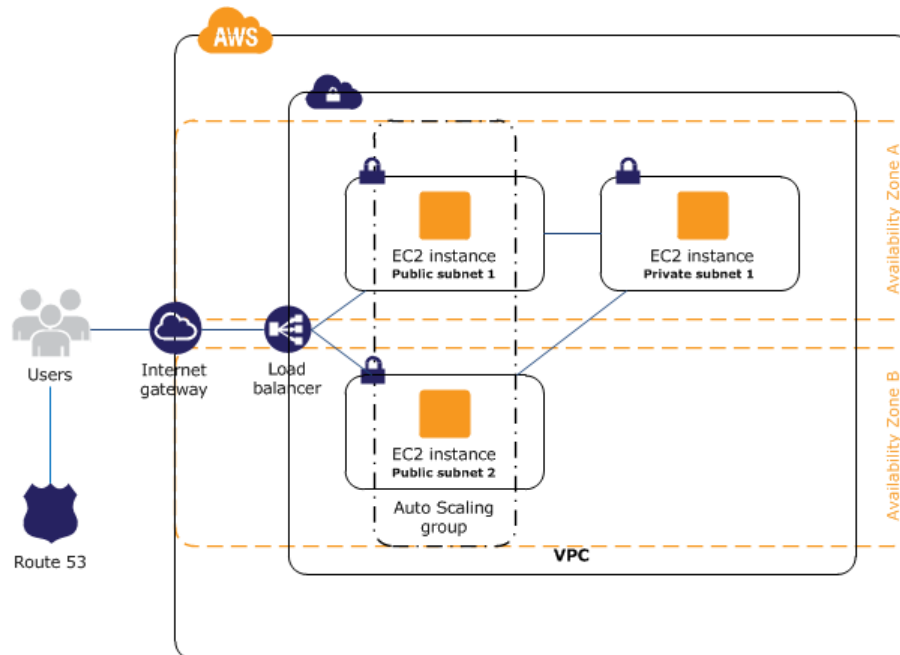 AWS
Availability Zone A
EC2 instance
Public subnet 1
EC2 instance
Private subnet 1
Users
Internet
gateway
Load
balancer
Availability Zone B
EC2 instance
Public subnet 2
Auto Scaling
group
Route 53
VPC